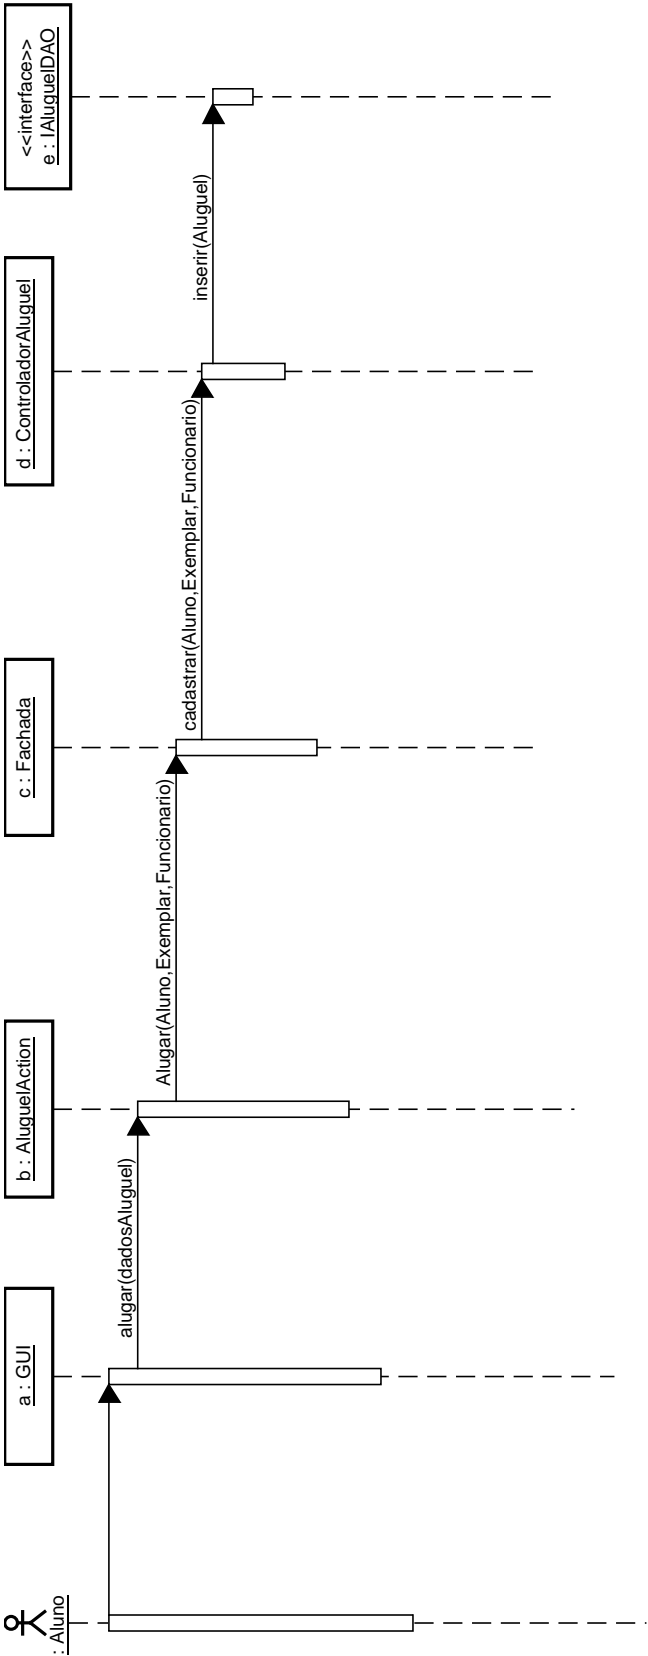 : Aluno
a : GUI
b : AluguelAction
c : Fachada
d : ControladorAluguel
<<interface>>
e : IAluguelDAO
alugar(dadosAluguel)
Alugar(Aluno,Exemplar,Funcionario)
cadastrar(Aluno,Exemplar,Funcionario)
inserir(Aluguel)